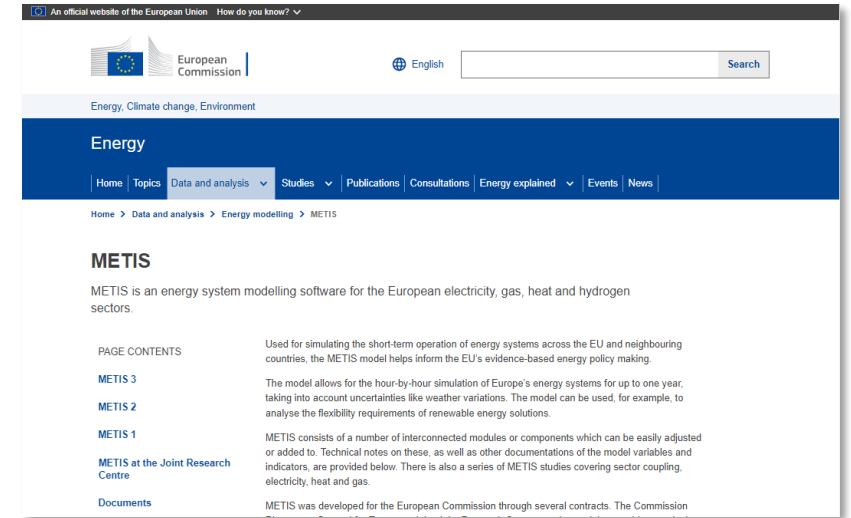 An official website of the European Union How do you know?
European
Commission
English
Search
Energy, Climate change, Environment
Energy
Home Topics Data and analysis Studies Publications Consultations Energy explained Events News
Home > Data and analysis > Energy modelling > METIS
METIS
METIS is an energy system modelling software for the European electricity, gas, heat and hydrogen
sectors.
PAGE CONTENTS
METIS 3
METIS 2
METIS 1
METIS at the Joint Research
Centre
Documents
Used for simulating the short-term operation of energy systems across the EU and neighbouring
countries, the METIS model helps inform the EU's evidence-based energy policy making.
The model allows for the hour-by-hour simulation of Europe's energy systems for up to one year,
taking into account uncertainties like weather variations. The model can be used, for example, to
analyse the flexibility requirements of renewable energy solutions.
METIS consists of a number of interconnected modules or components which can be easily adjusted
or added to. Technical notes on these, as well as other documentations of the model variables and
indicators, are provided below. There is also a series of METIS studies covering sector coupling,
electricity, heat and gas.
METIS was developed for the European Commission through several contracts. The Commission